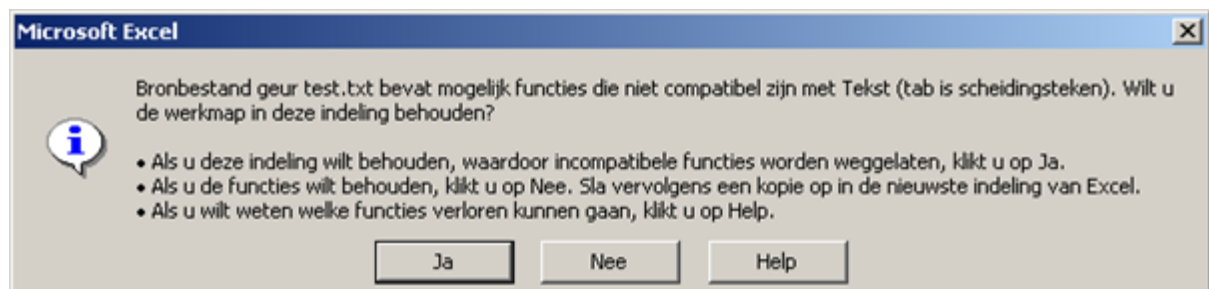 Microsoft Excel
Bronbestand geur test.txt bevat mogelijk functies die niet compatibel zijn met Tekst (tab is scheidingsteken). Wilt u
de werkmap in deze indeling behouden?
• Als u deze indeling wilt behouden, waardoor incompatibele functies worden weggelaten, klikt u op Ja.
• Als u de functies wilt behouden, klikt u op Nee. Sla vervolgens een kopie op in de nieuwste indeling van Excel.
• Als u wilt weten welke functies verloren kunnen gaan, klikt u op Help.
Ja Nee Help